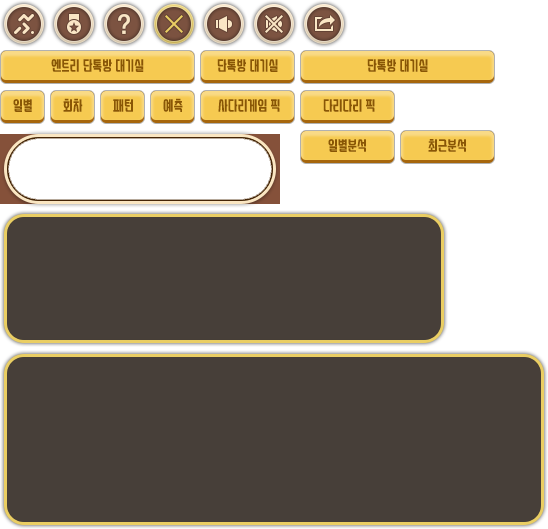 엔트리 단톡방 대기실 단톡방 대기실 단톡방 대기실
일별 회차 패턴 예측 사다리게임 픽 다리다리 픽
일별분석 최근분석